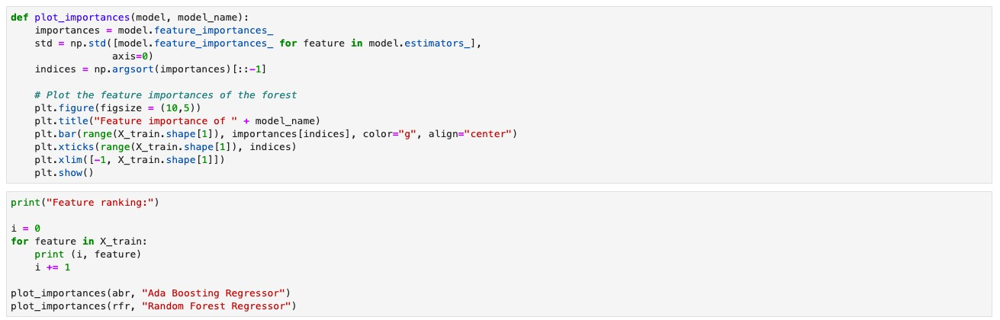 def plot_importances(model, model_name):
    importances = model.feature_importances_
    std = np.std([model.feature_importances_ for feature in model.estimators_],
                 axis=0)
    indices = np.argsort(importances)[::-1]

    # Plot the feature importances of the forest
    plt.figure(figsize = (10,5))
    plt.title("Feature importance of " + model_name)
    plt.bar(range(X_train.shape[1]), importances[indices], color="g", align="center")
    plt.xticks(range(X_train.shape[1]), indices)
    plt.xlim([-1, X_train.shape[1]])
    plt.show()

print("Feature ranking:")

i = 0
for feature in X_train:
    print (i, feature)
    i += 1

plot_importances(abr, "Ada Boosting Regressor")
plot_importances(rfr, "Random Forest Regressor")